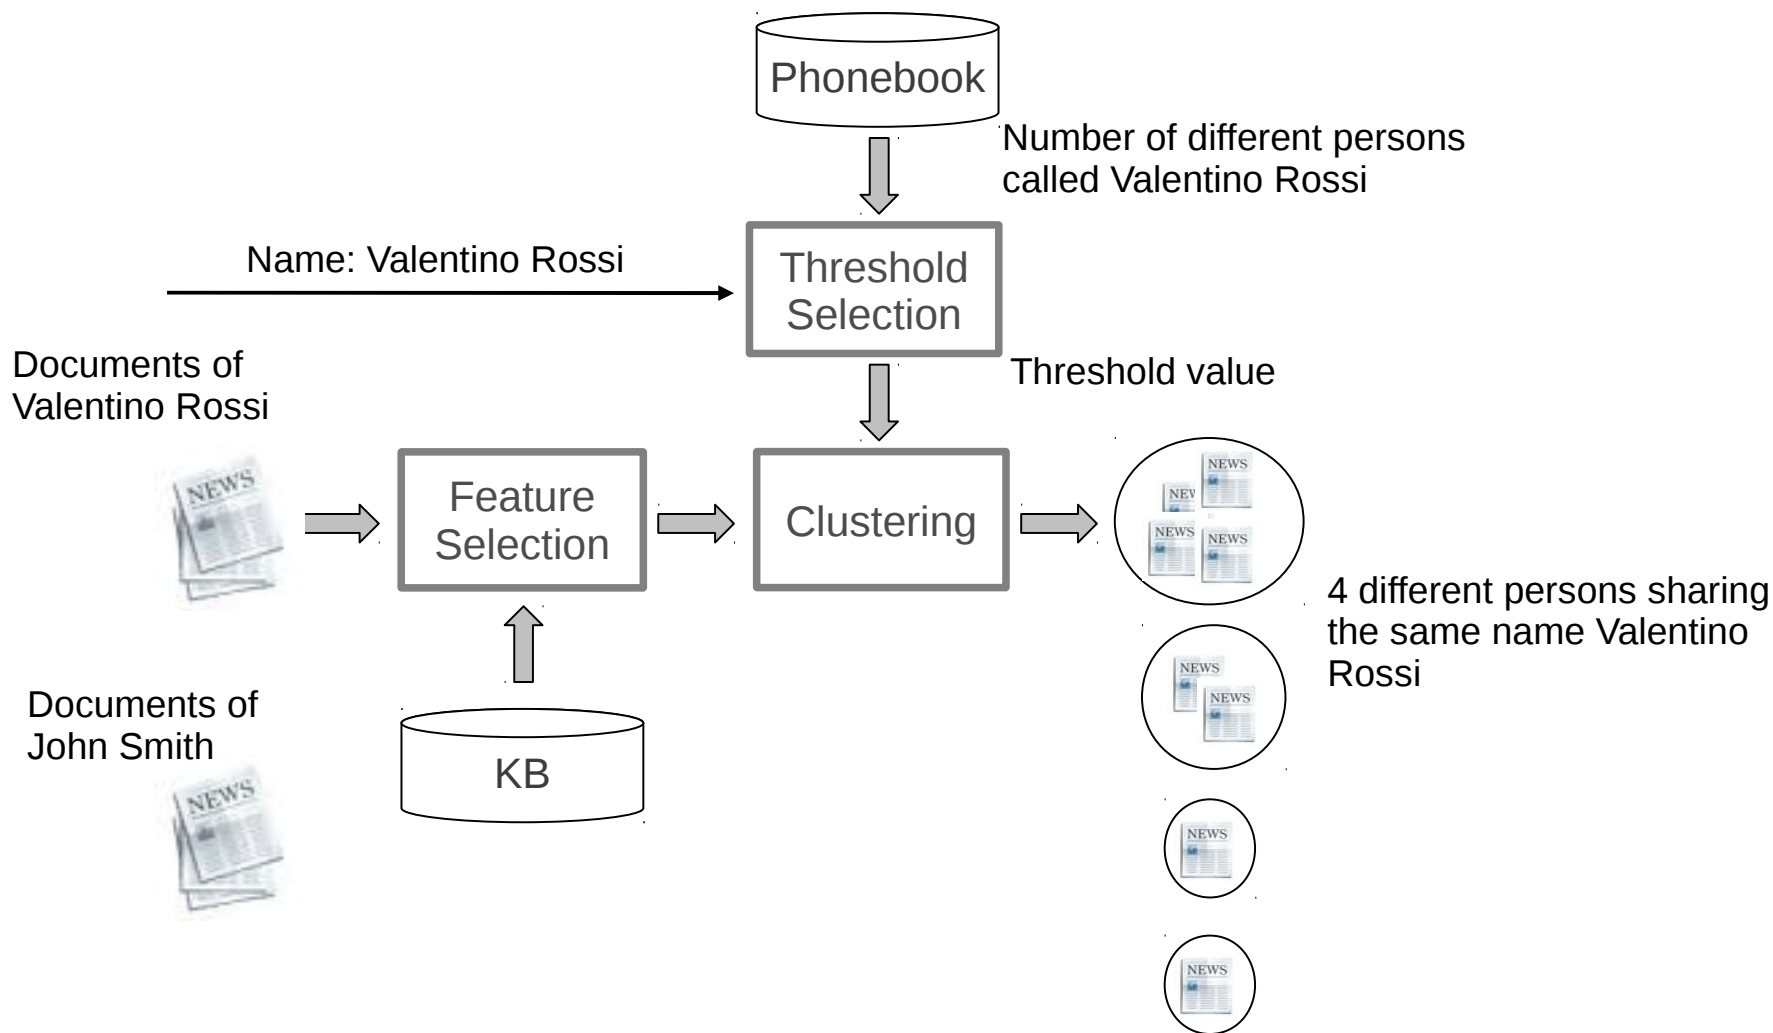 Phonebook
Number of different persons
called Valentino Rossi
Name: Valentino Rossi
Threshold
Selection
Documents of
Valentino Rossi
Threshold value
NEWS
Feature
Selection
Clustering
NEWS
NEW
NEWS
NEWS
4 different persons sharing
the same name Valentino
Rossi
NEWS
NEWS
Documents of
John Smith
NEWS
KB
NEWS
NEWS